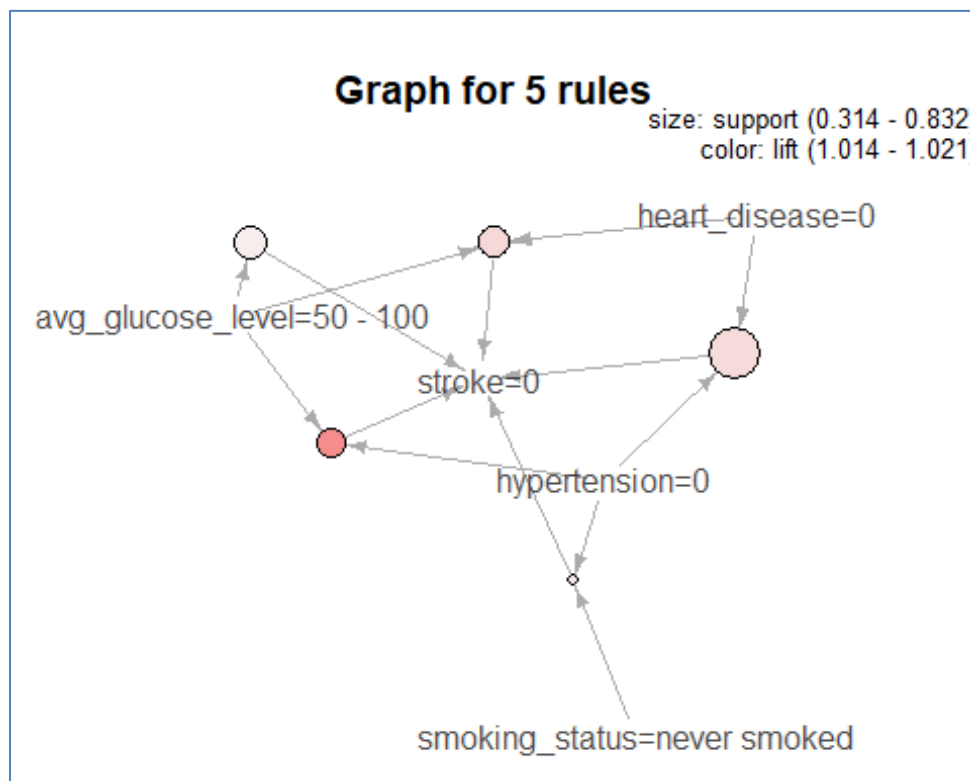 Graph for 5 rules
size: support (0.314 - 0.832
color: lift (1.014 - 1.021)
heart_disease=0
avg_glucose_level=50 - 100
stroke=0
hypertension=0
smoking_status=never smoked